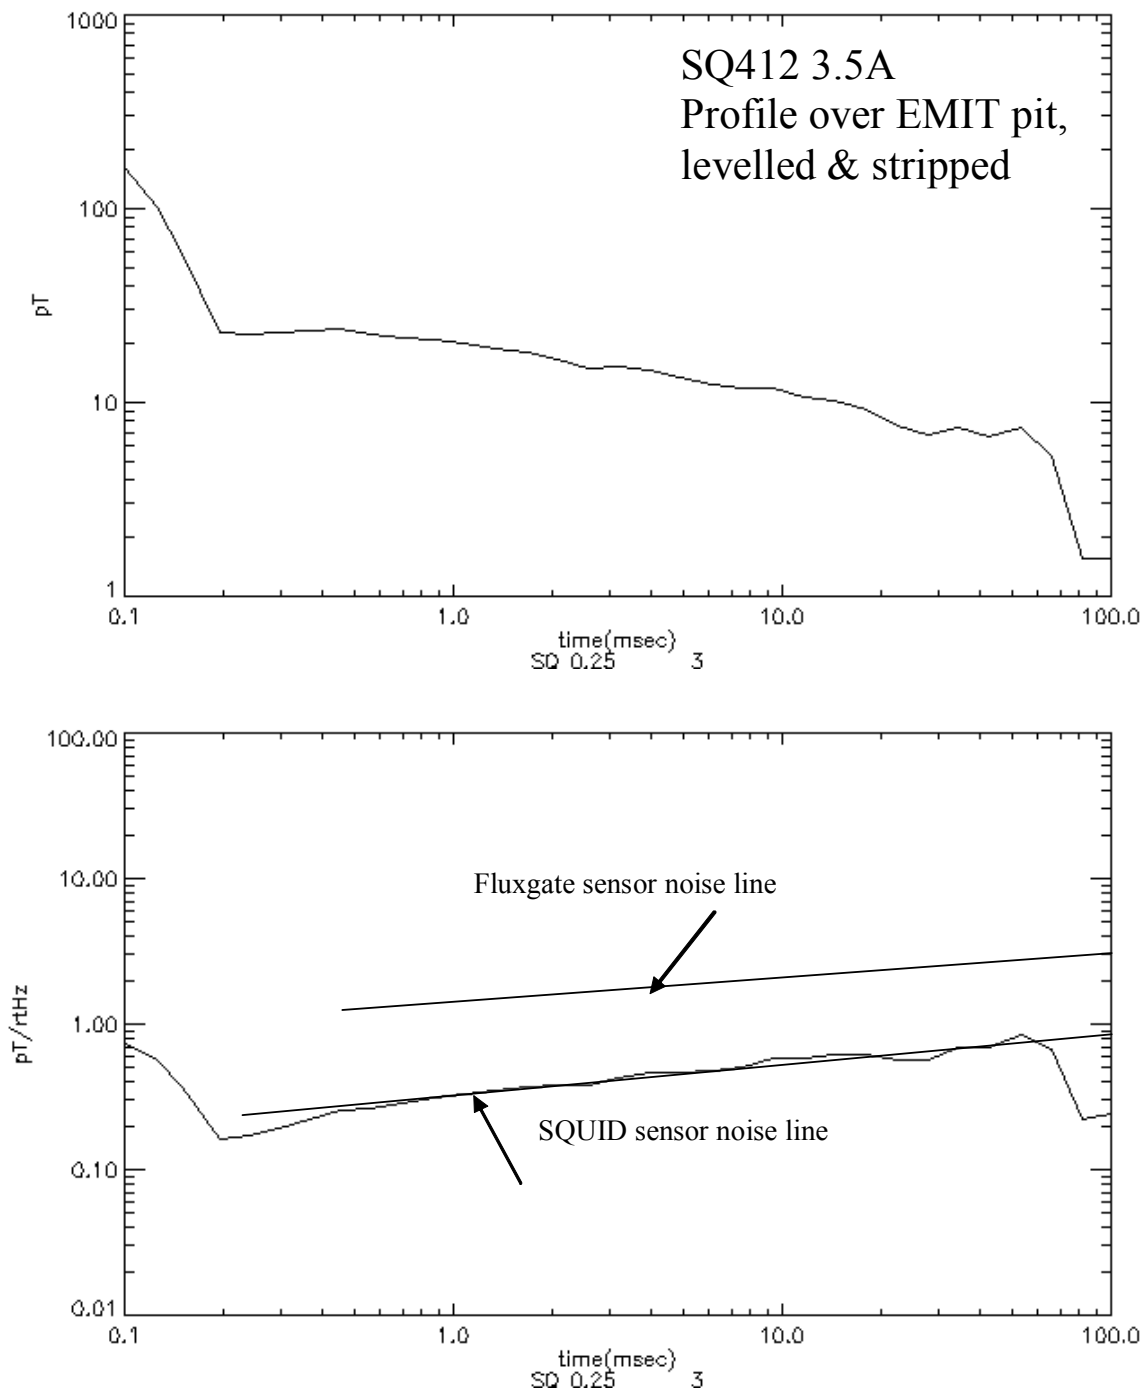 1000
100
10
1
pT
SQ412 3.5A
Profile over EMIT pit,
levelled & stripped
0.1 1.0 10.0 100.0
time(msec)
SQ 0.25 3
100.00
10.00
1.00
0.10
0.01
pT/rtHz
Fluxgate sensor noise line
SQUID sensor noise line
0.1 1.0 10.0 100.0
time(msec)
SQ 0.25 3